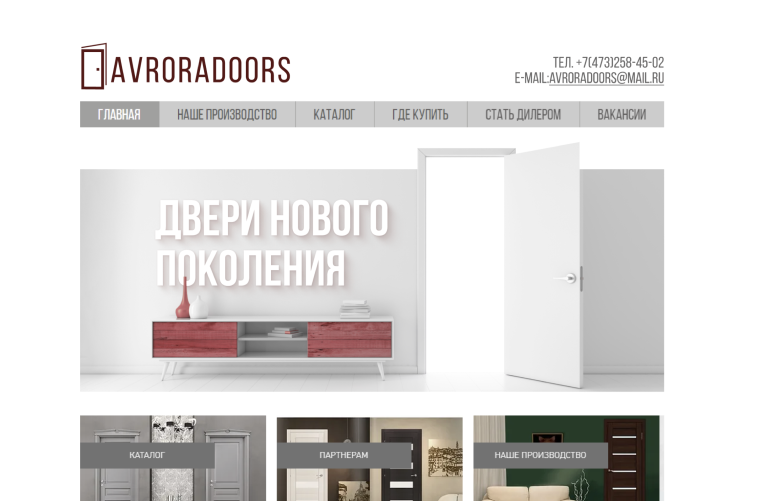 AVRORADOORS
ТЕЛ. +7(473)258-45-02
E-MAIL:AVRORADOORS@MAIL.RU
ГЛАВНАЯ НАШЕ ПРОИЗВОДСТВО КАТАЛОГ ГДЕ КУПИТЬ СТАТЬ ДИЛЕРОМ ВАКАНСИИ
ДВЕРИ НОВОГО
ПОКОЛЕНИЯ
КАТАЛОГ ПАРТНЕРАМ НАШЕ ПРОИЗВОДСТВО